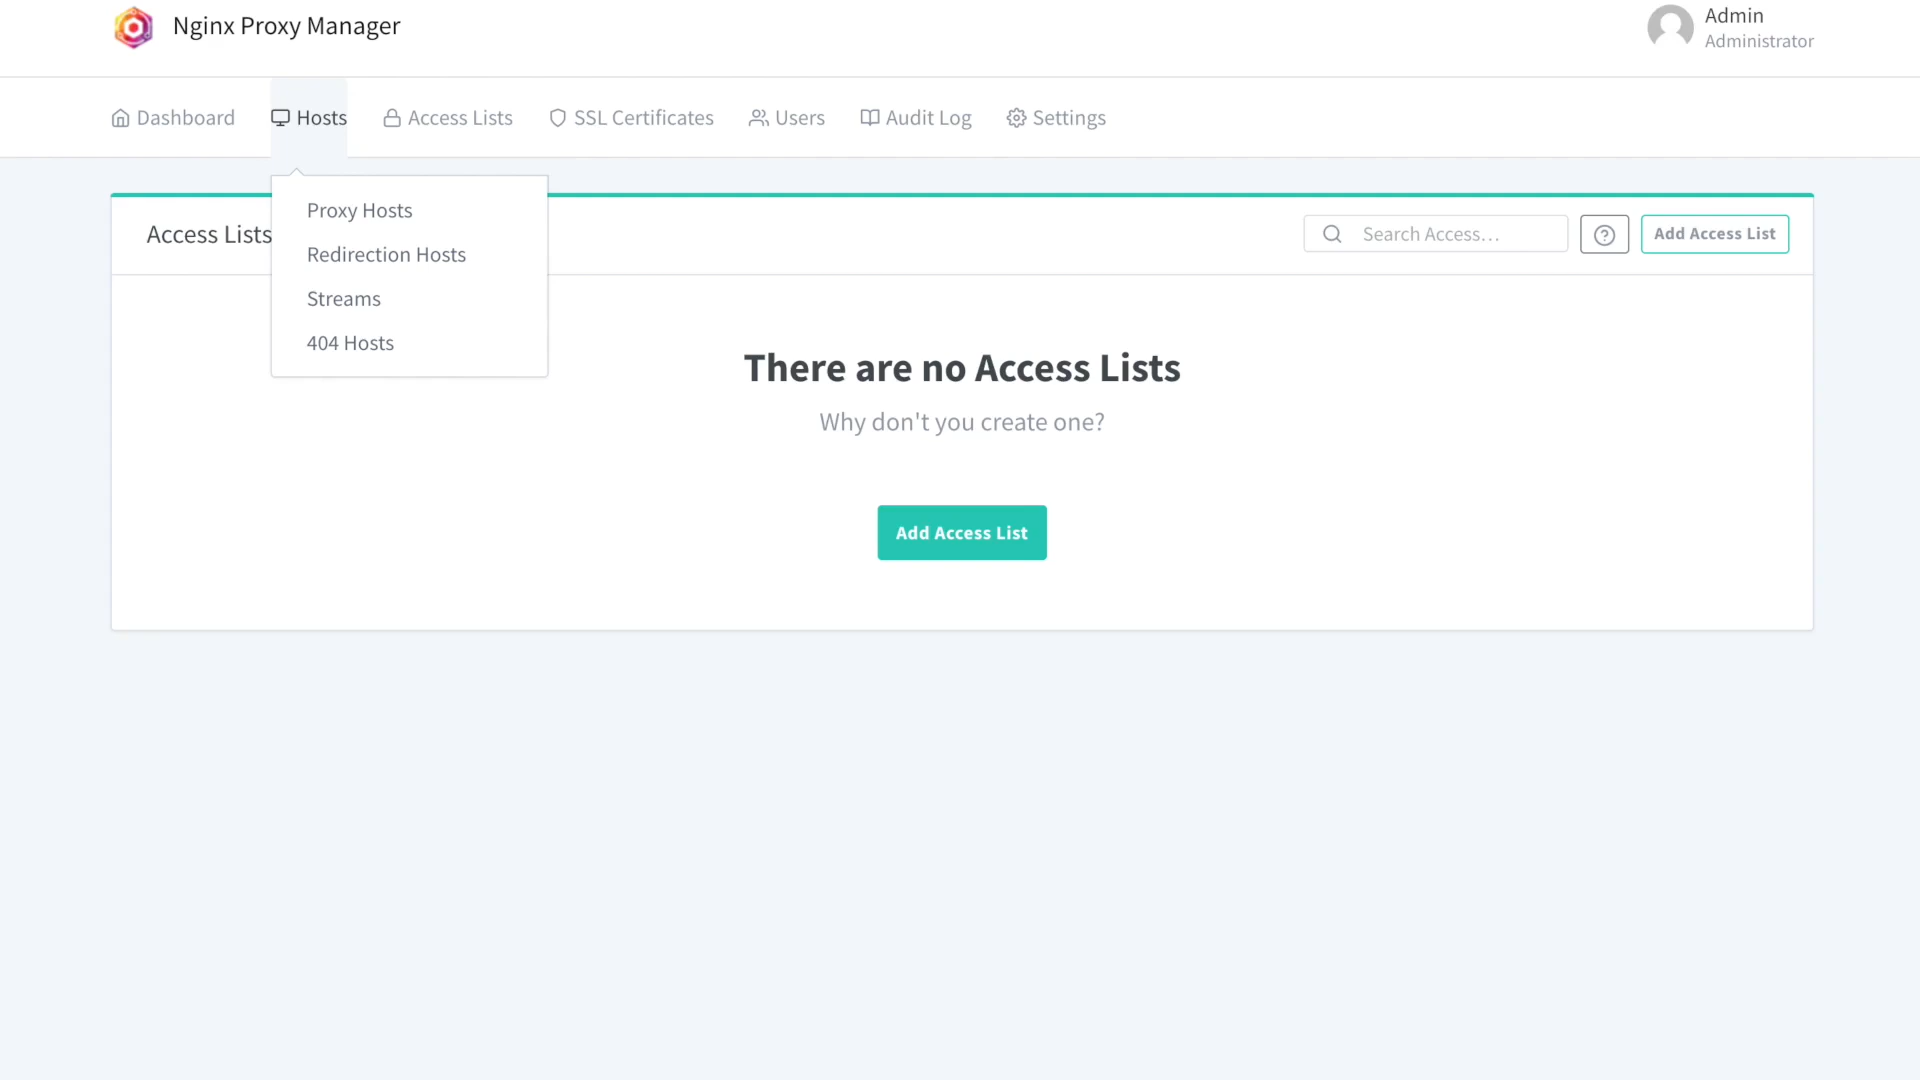 Nginx Proxy Manager
Admin
Administrator
Dashboard
Hosts
Access Lists
SSL Certificates
Users
Audit Log
Settings
Proxy Hosts
Redirection Hosts
Streams
404 Hosts
Access Lists
Search Access…
Add Access List
There are no Access Lists
Why don't you create one?
Add Access List